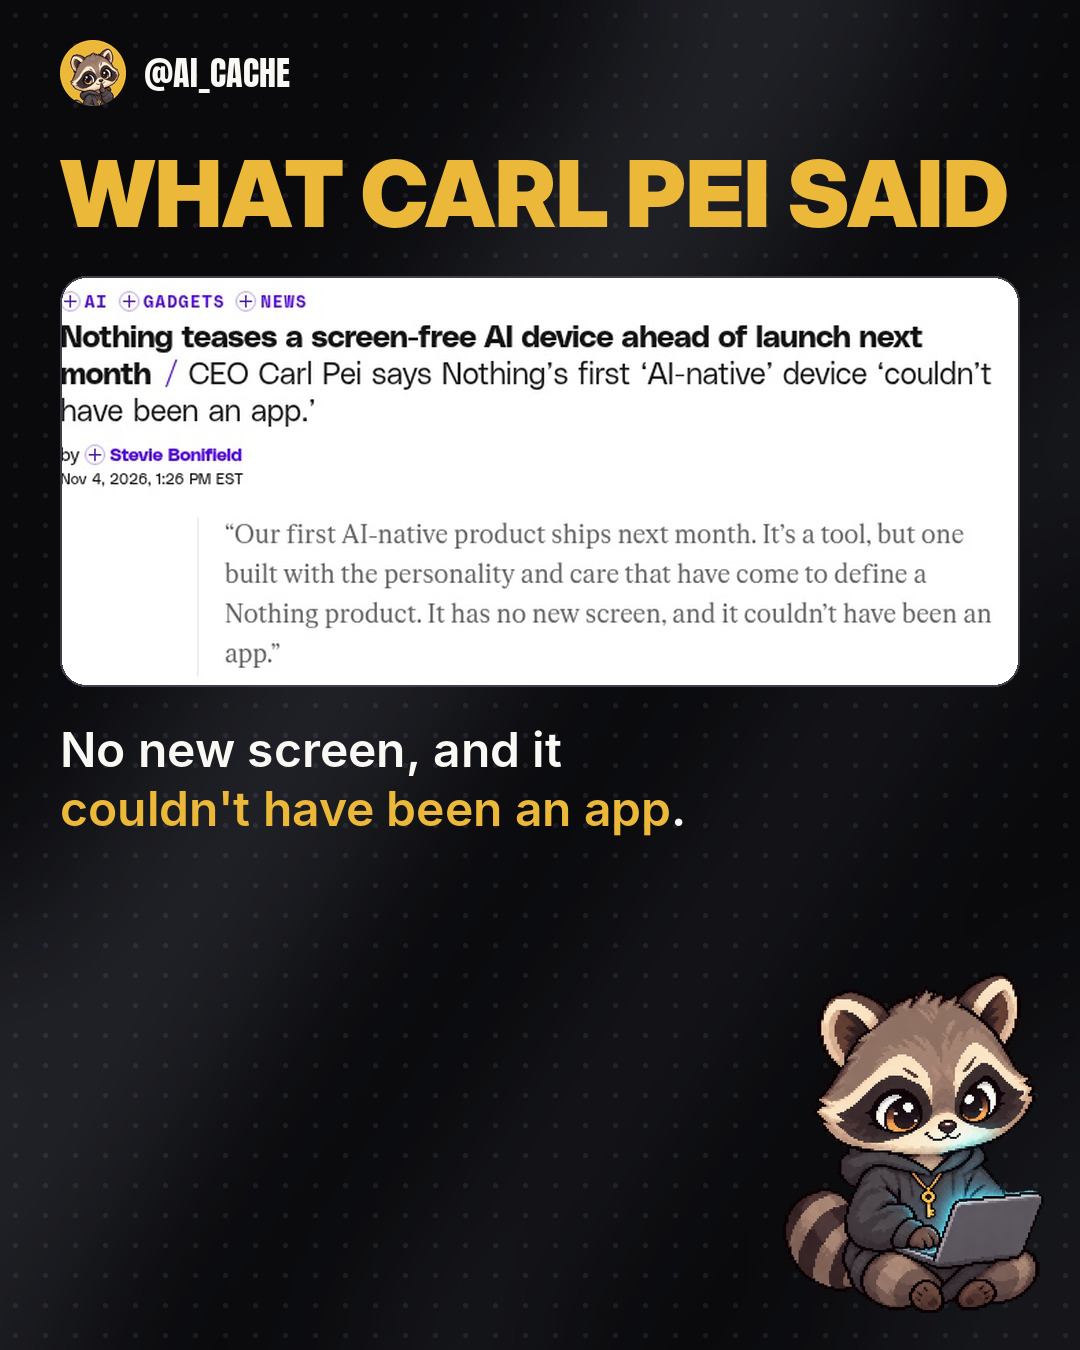 @AI_CACHE
WHAT CARL PEI SAID
AI GADGETS NEWS
Nothing teases a screen-free AI device ahead of launch next
month / CEO Carl Pei says Nothing’s first ‘AI-native’ device ‘couldn’t
have been an app.’
by Stevie Bonifield
Nov 4, 2026, 1:26 PM EST
“Our first AI-native product ships next month. It’s a tool, but one
built with the personality and care that have come to define a
Nothing product. It has no new screen, and it couldn’t have been an
app.”
No new screen, and it
couldn't have been an app.